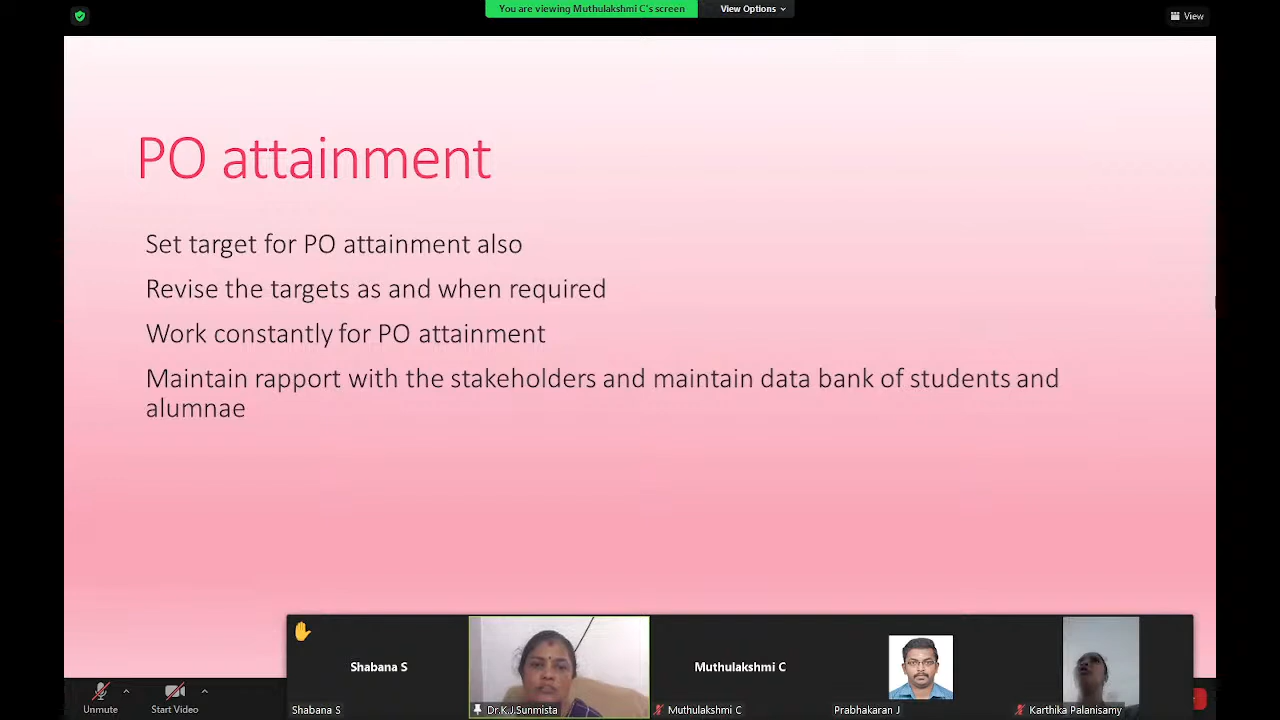 You are viewing Muthulakshmi C's screen
View Options
View
PO attainment
Set target for PO attainment also
Revise the targets as and when required
Work constantly for PO attainment
Maintain rapport with the stakeholders and maintain data bank of students and
alumnae
Shabana S
Muthulakshmi C
Unmute
Start Video
Shabana S
Dr.K.J.Sunmista
Muthulakshmi C
Prabhakaran J
Karthika Palanisamy